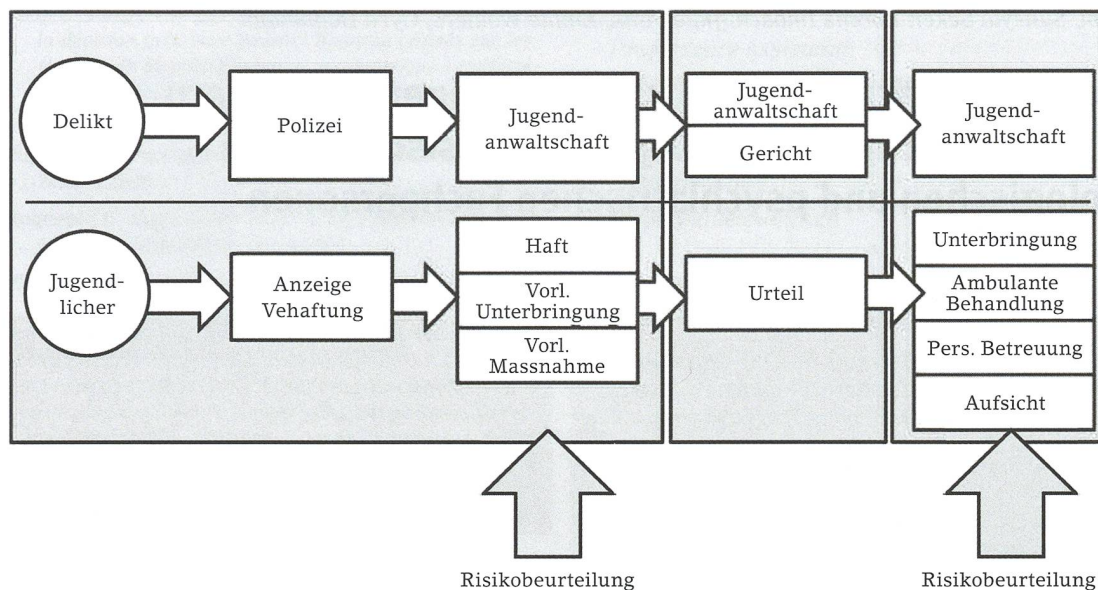 Delikt
Polizei
Jugend-
anwaltschaft
Jugend-
anwaltschaft
Gericht
Jugend-
anwaltschaft
Jugend-
licher
Anzeige
Vehaftung
Haft
Vorl.
Unterbringung
Vorl.
Massnahme
Urteil
Unterbringung
Ambulante
Behandlung
Pers. Betreuung
Aufsicht
Risikobeurteilung
Risikobeurteilung